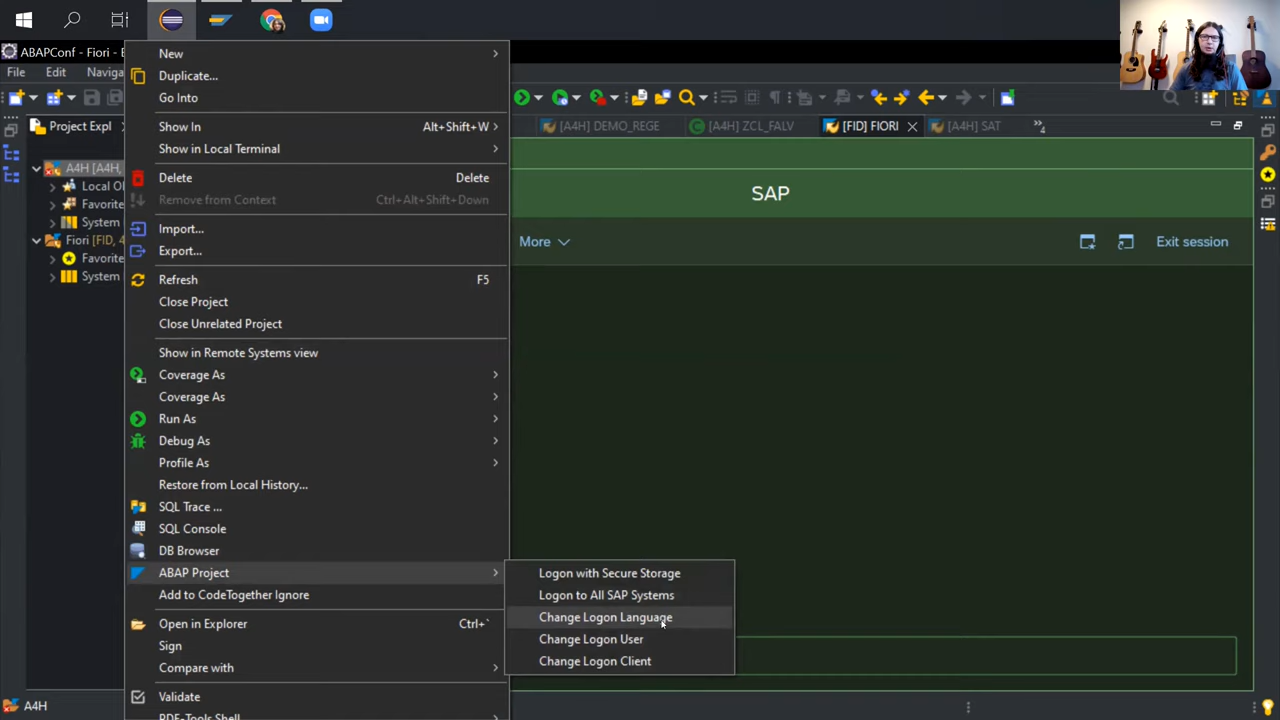 ABAPConf - Fiori - E
File
Edit
Naviga
Project Expl
A4H [A4H,
Local O
Favorite
System
Fiori [FID, 4
Favorite
System
New
Duplicate...
Go Into
Show In Alt+Shift+W
Show in Local Terminal
Delete Delete
Remove from Context Ctrl+Alt+Shift+Down
Import...
Export...
Refresh F5
Close Project
Close Unrelated Project
Show in Remote Systems view
Coverage As
Coverage As
Run As
Debug As
Profile As
Restore from Local History...
SQL Trace ...
SQL Console
DB Browser
ABAP Project
Add to CodeTogether Ignore
Open in Explorer Ctrl+`
Sign
Compare with
Validate
PDE-Tools Shell
Logon with Secure Storage
Logon to All SAP Systems
Change Logon Language
Change Logon User
Change Logon Client
[A4H] DEMO_REGE
[A4H] ZCL_FALV
[FID] FIORI
[A4H] SAT
4
SAP
More
Exit session
A4H